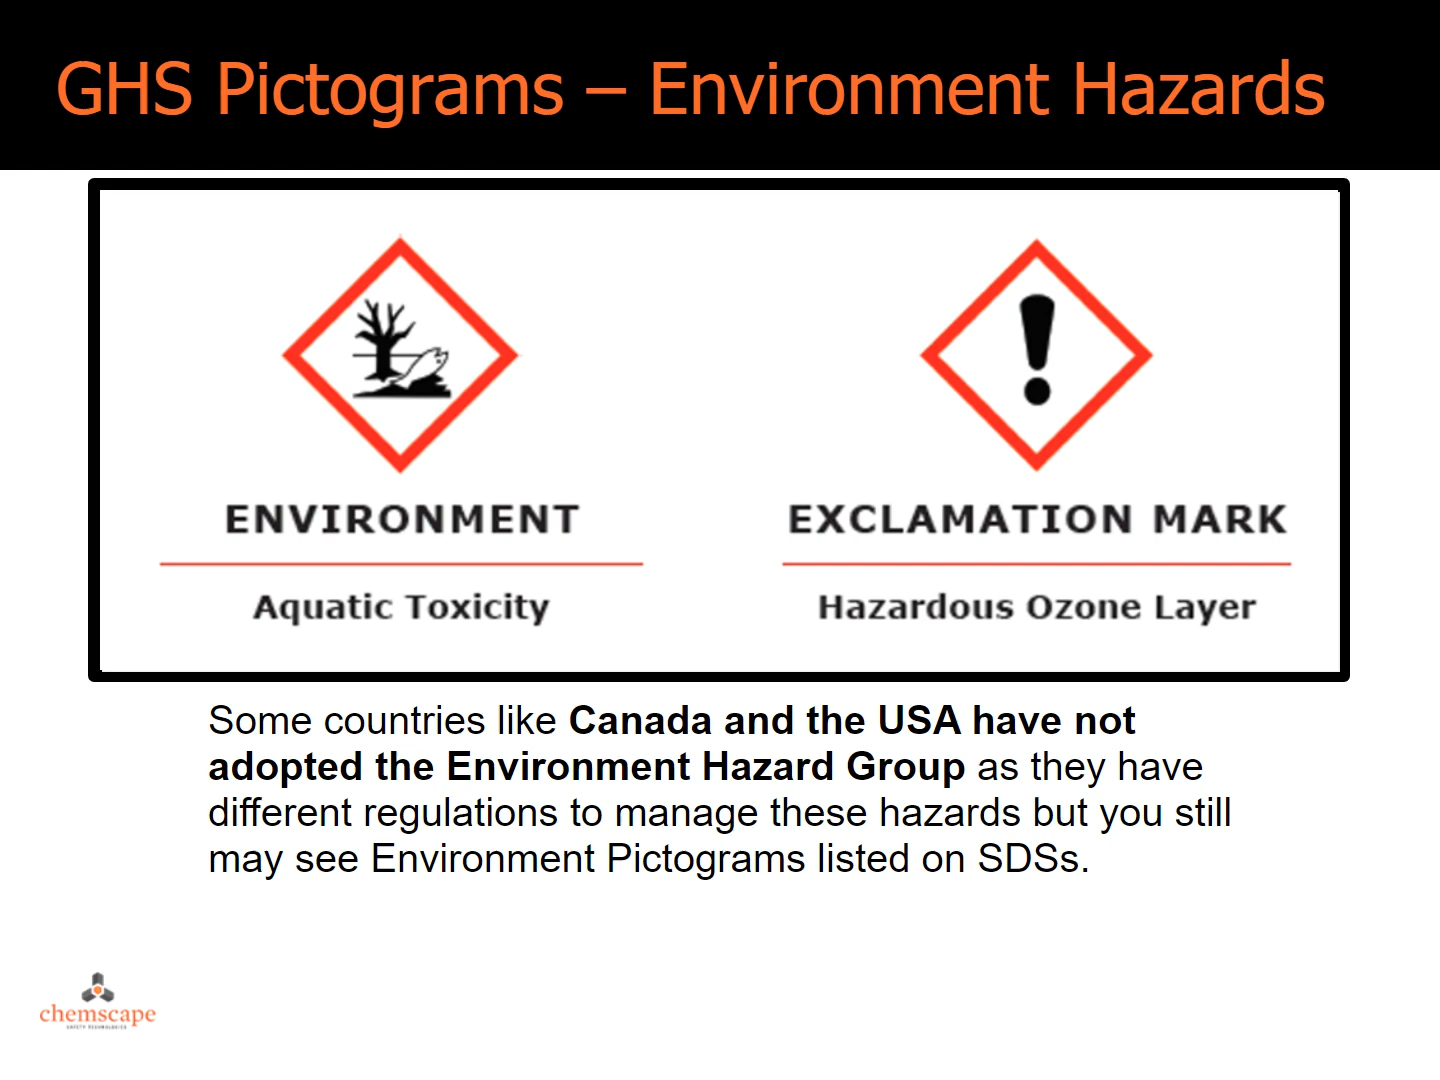 GHS Pictograms – Environment Hazards
ENVIRONMENT
Aquatic Toxicity
EXCLAMATION MARK
Hazardous Ozone Layer
Some countries like Canada and the USA have not
adopted the Environment Hazard Group as they have
different regulations to manage these hazards but you still
may see Environment Pictograms listed on SDSs.
chemscape
SAFETY TECHNOLOGIES